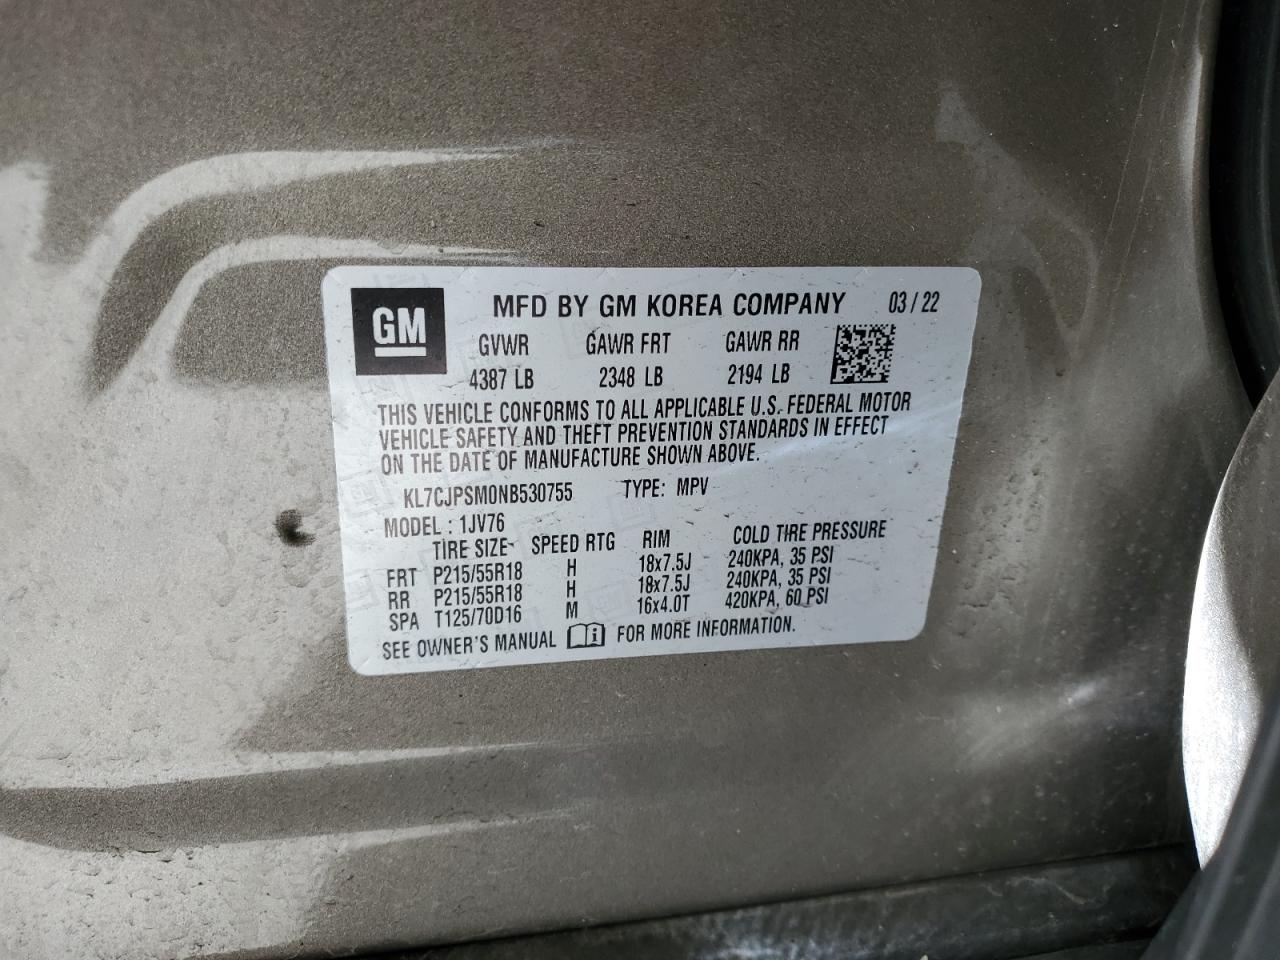 GM
MFD BY GM KOREA COMPANY 03/22
GVWR GAWR FRT GAWR RR
4387 LB 2348 LB 2194 LB
THIS VEHICLE CONFORMS TO ALL APPLICABLE U.S. FEDERAL MOTOR
VEHICLE SAFETY AND THEFT PREVENTION STANDARDS IN EFFECT
ON THE DATE OF MANUFACTURE SHOWN ABOVE.
KL7CJPSM0NB530755 TYPE: MPV
MODEL : 1JV76
TIRE SIZE SPEED RTG RIM COLD TIRE PRESSURE
FRT P215/55R18 H 18x7.5J 240KPA, 35 PSI
RR P215/55R18 H 18x7.5J 240KPA, 35 PSI
SPA T125/70D16 M 16x4.0T 420KPA, 60 PSI
SEE OWNER'S MANUAL i FOR MORE INFORMATION.